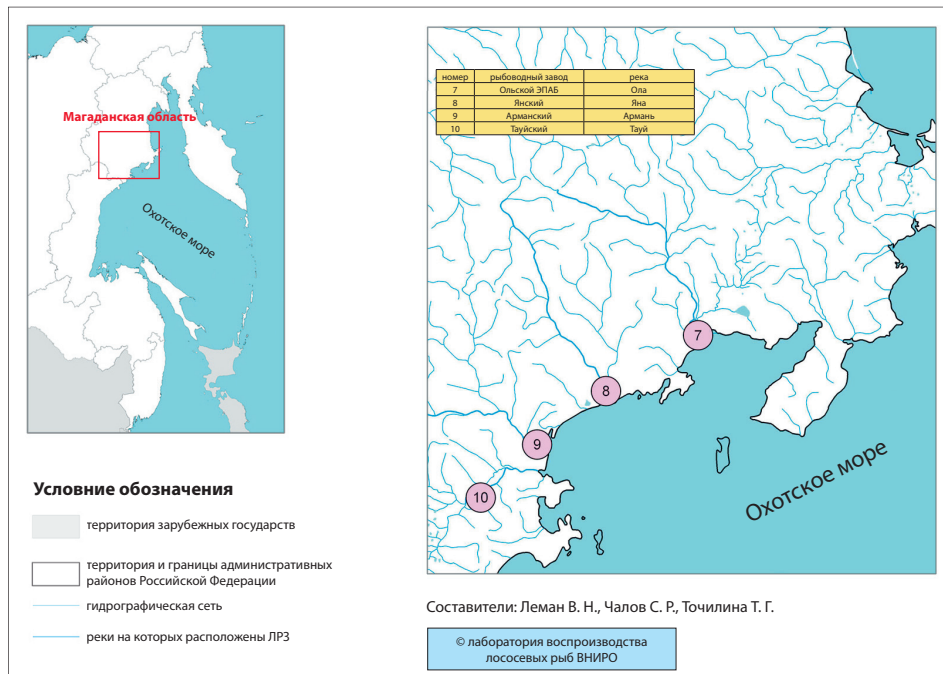 Магаданская область
Охотское море
номер рыбоводный завод река
7 Ольской ЭПАБ Ола
8 Янский Яна
9 Арманский Армань
10 Тауйский Тауй
7
8
9
10
Охотское море
Условние обозначения
территория зарубежных государств
территория и границы административных
районов Российской Федерации
гидрографическая сеть
реки на которых расположены ЛРЗ
Составители: Леман В. Н., Чалов С. Р., Точилина Т. Г.
© лаборатория воспроизводства
лососевых рыб ВНИРО